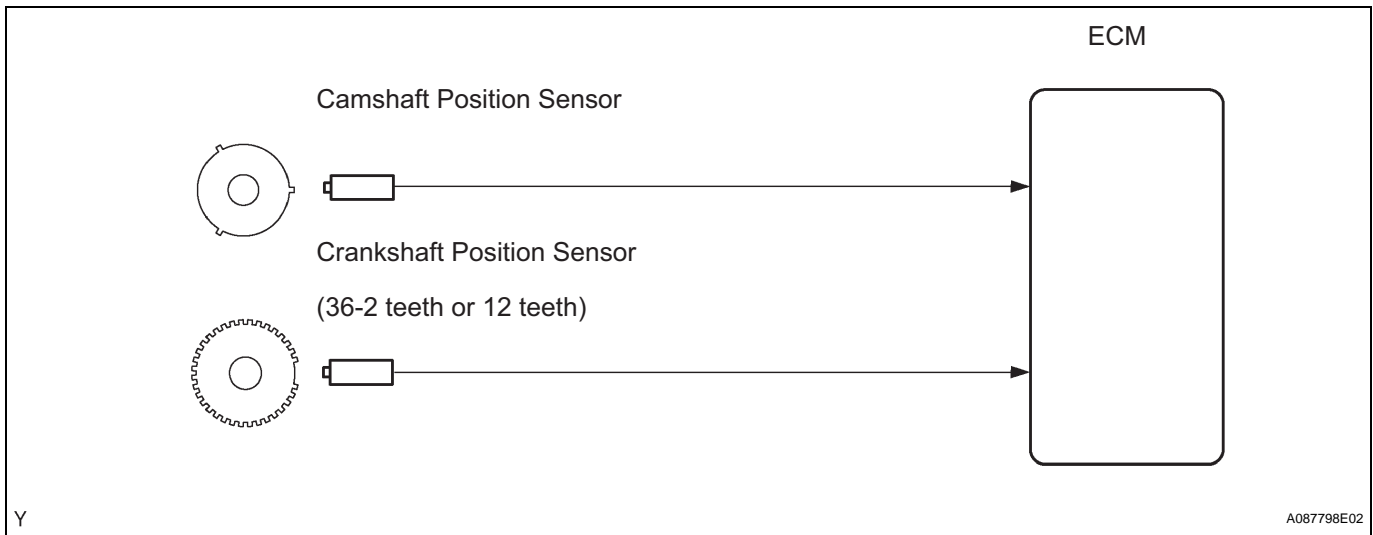 ECM
Camshaft Position Sensor
Crankshaft Position Sensor
(36-2 teeth or 12 teeth)
Y
A087798E02